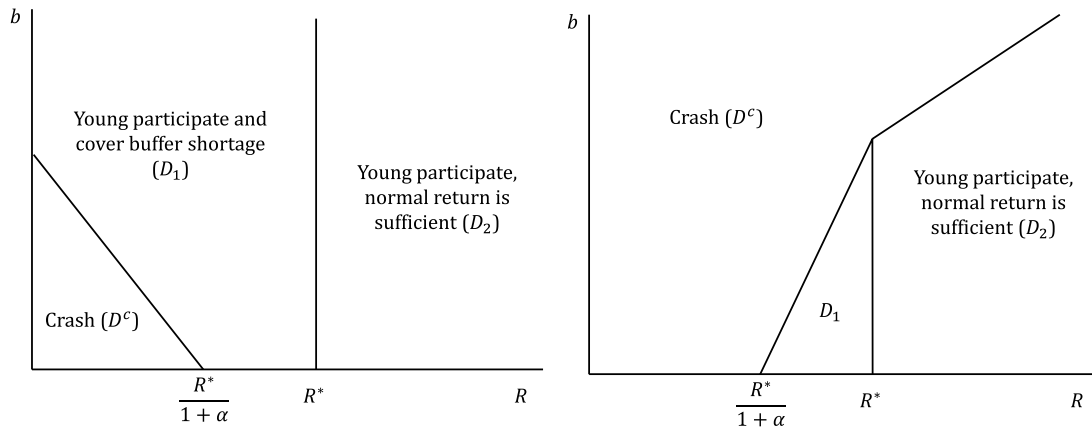 b
Young participate and
cover buffer shortage
(D₁)
Young participate,
normal return is
sufficient (D₂)
Crash (Dᶜ)
R*
1 + α
R*
R
b
Crash (Dᶜ)
Young participate,
normal return is
sufficient (D₂)
D₁
R*
1 + α
R*
R